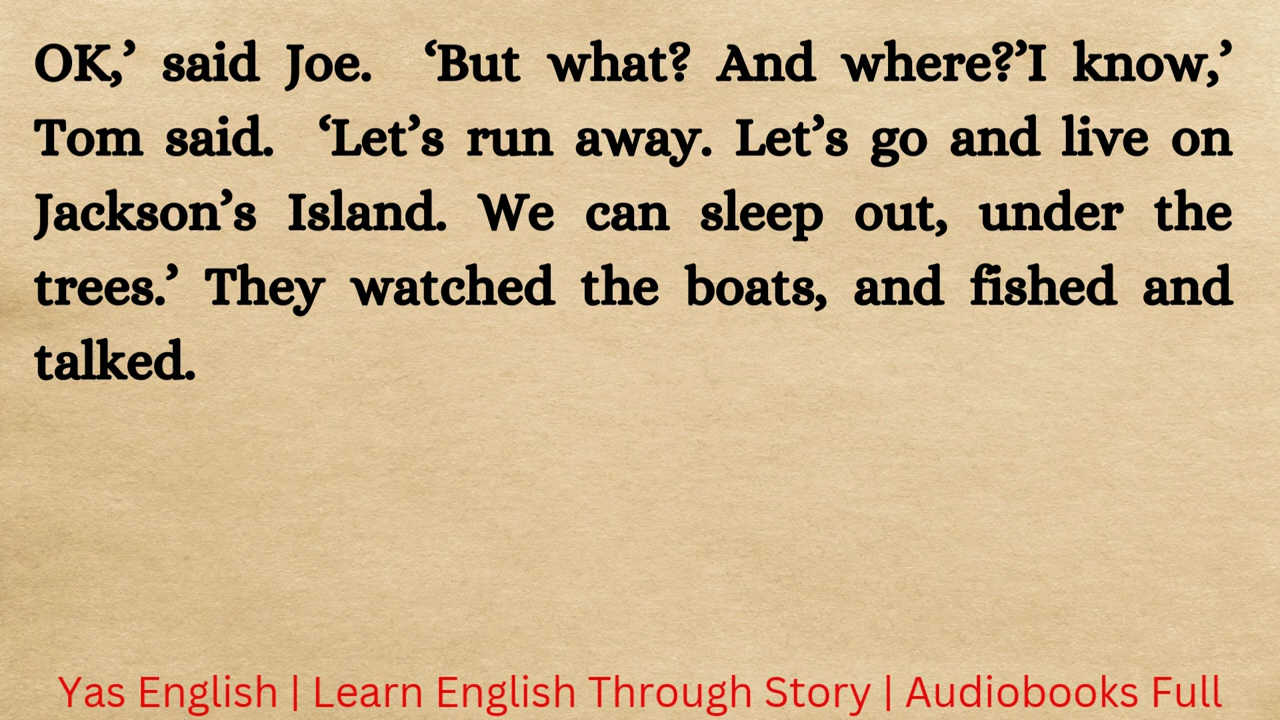 OK,’ said Joe.  ‘But what? And where?’I know,’
Tom said.  ‘Let’s run away. Let’s go and live on
Jackson’s Island. We can sleep out, under the
trees.’ They watched the boats, and fished and
talked.
Yas English | Learn English Through Story | Audiobooks Full